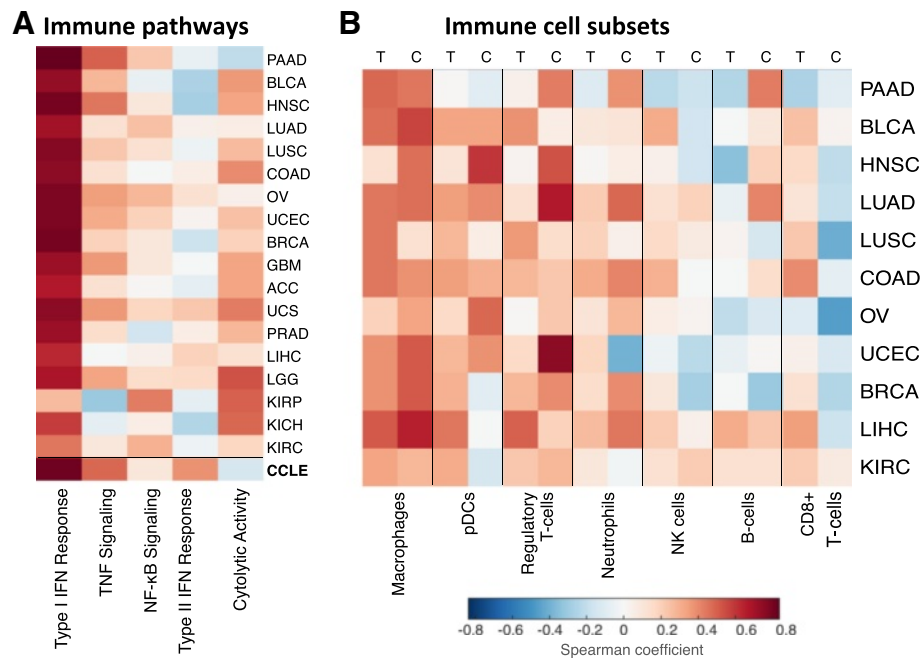 A Immune pathways
PAAD
BLCA
HNSC
LUAD
LUSC
COAD
OV
UCEC
BRCA
GBM
ACC
UCS
PRAD
LIHC
LGG
KIRP
KICH
KIRC
CCLE
Type I IFN Response
TNF Signaling
NF-κB Signaling
Type II IFN Response
Cytolytic Activity
B Immune cell subsets
T C T C T C T C T C T C T C
PAAD
BLCA
HNSC
LUAD
LUSC
COAD
OV
UCEC
BRCA
LIHC
KIRC
Macrophages
pDCs
Regulatory
T-cells
Neutrophils
NK cells
B-cells
CD8+
T-cells
-0.8 -0.6 -0.4 -0.2 0 0.2 0.4 0.6 0.8
Spearman coefficient